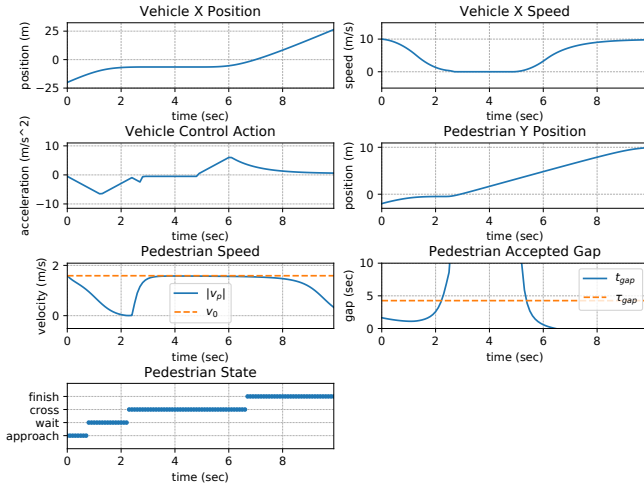 Vehicle X Position
position (m)
25
0
−25
0 2 4 6 8
time (sec)
Vehicle X Speed
speed (m/s)
10
0
0 2 4 6 8
time (sec)
Vehicle Control Action
acceleration (m/s^2)
10
0
−10
0 2 4 6 8
time (sec)
Pedestrian Y Position
position (m)
10
0
0 2 4 6 8
time (sec)
Pedestrian Speed
velocity (m/s)
2
0
|v_p|
v_0
0 2 4 6 8
time (sec)
Pedestrian Accepted Gap
gap (sec)
10
5
0
t_gap
τ_gap
0 2 4 6 8
time (sec)
Pedestrian State
finish
cross
wait
approach
0 2 4 6 8
time (sec)